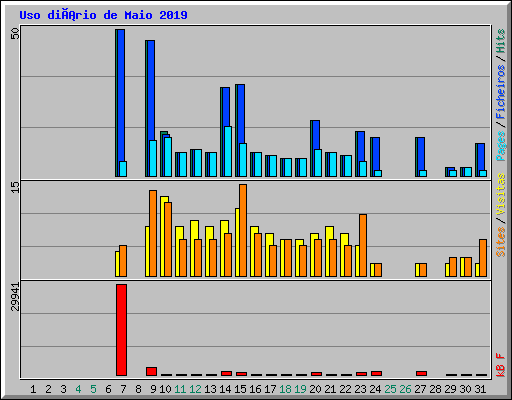 Uso diÃ¡rio de Maio 2019
50
15
29941
Sites / Visitas Pages / Ficheiros / Hits
kB F
1 2 3 4 5 6 7 8 9 10 11 12 13 14 15 16 17 18 19 20 21 22 23 24 25 26 27 28 29 30 31